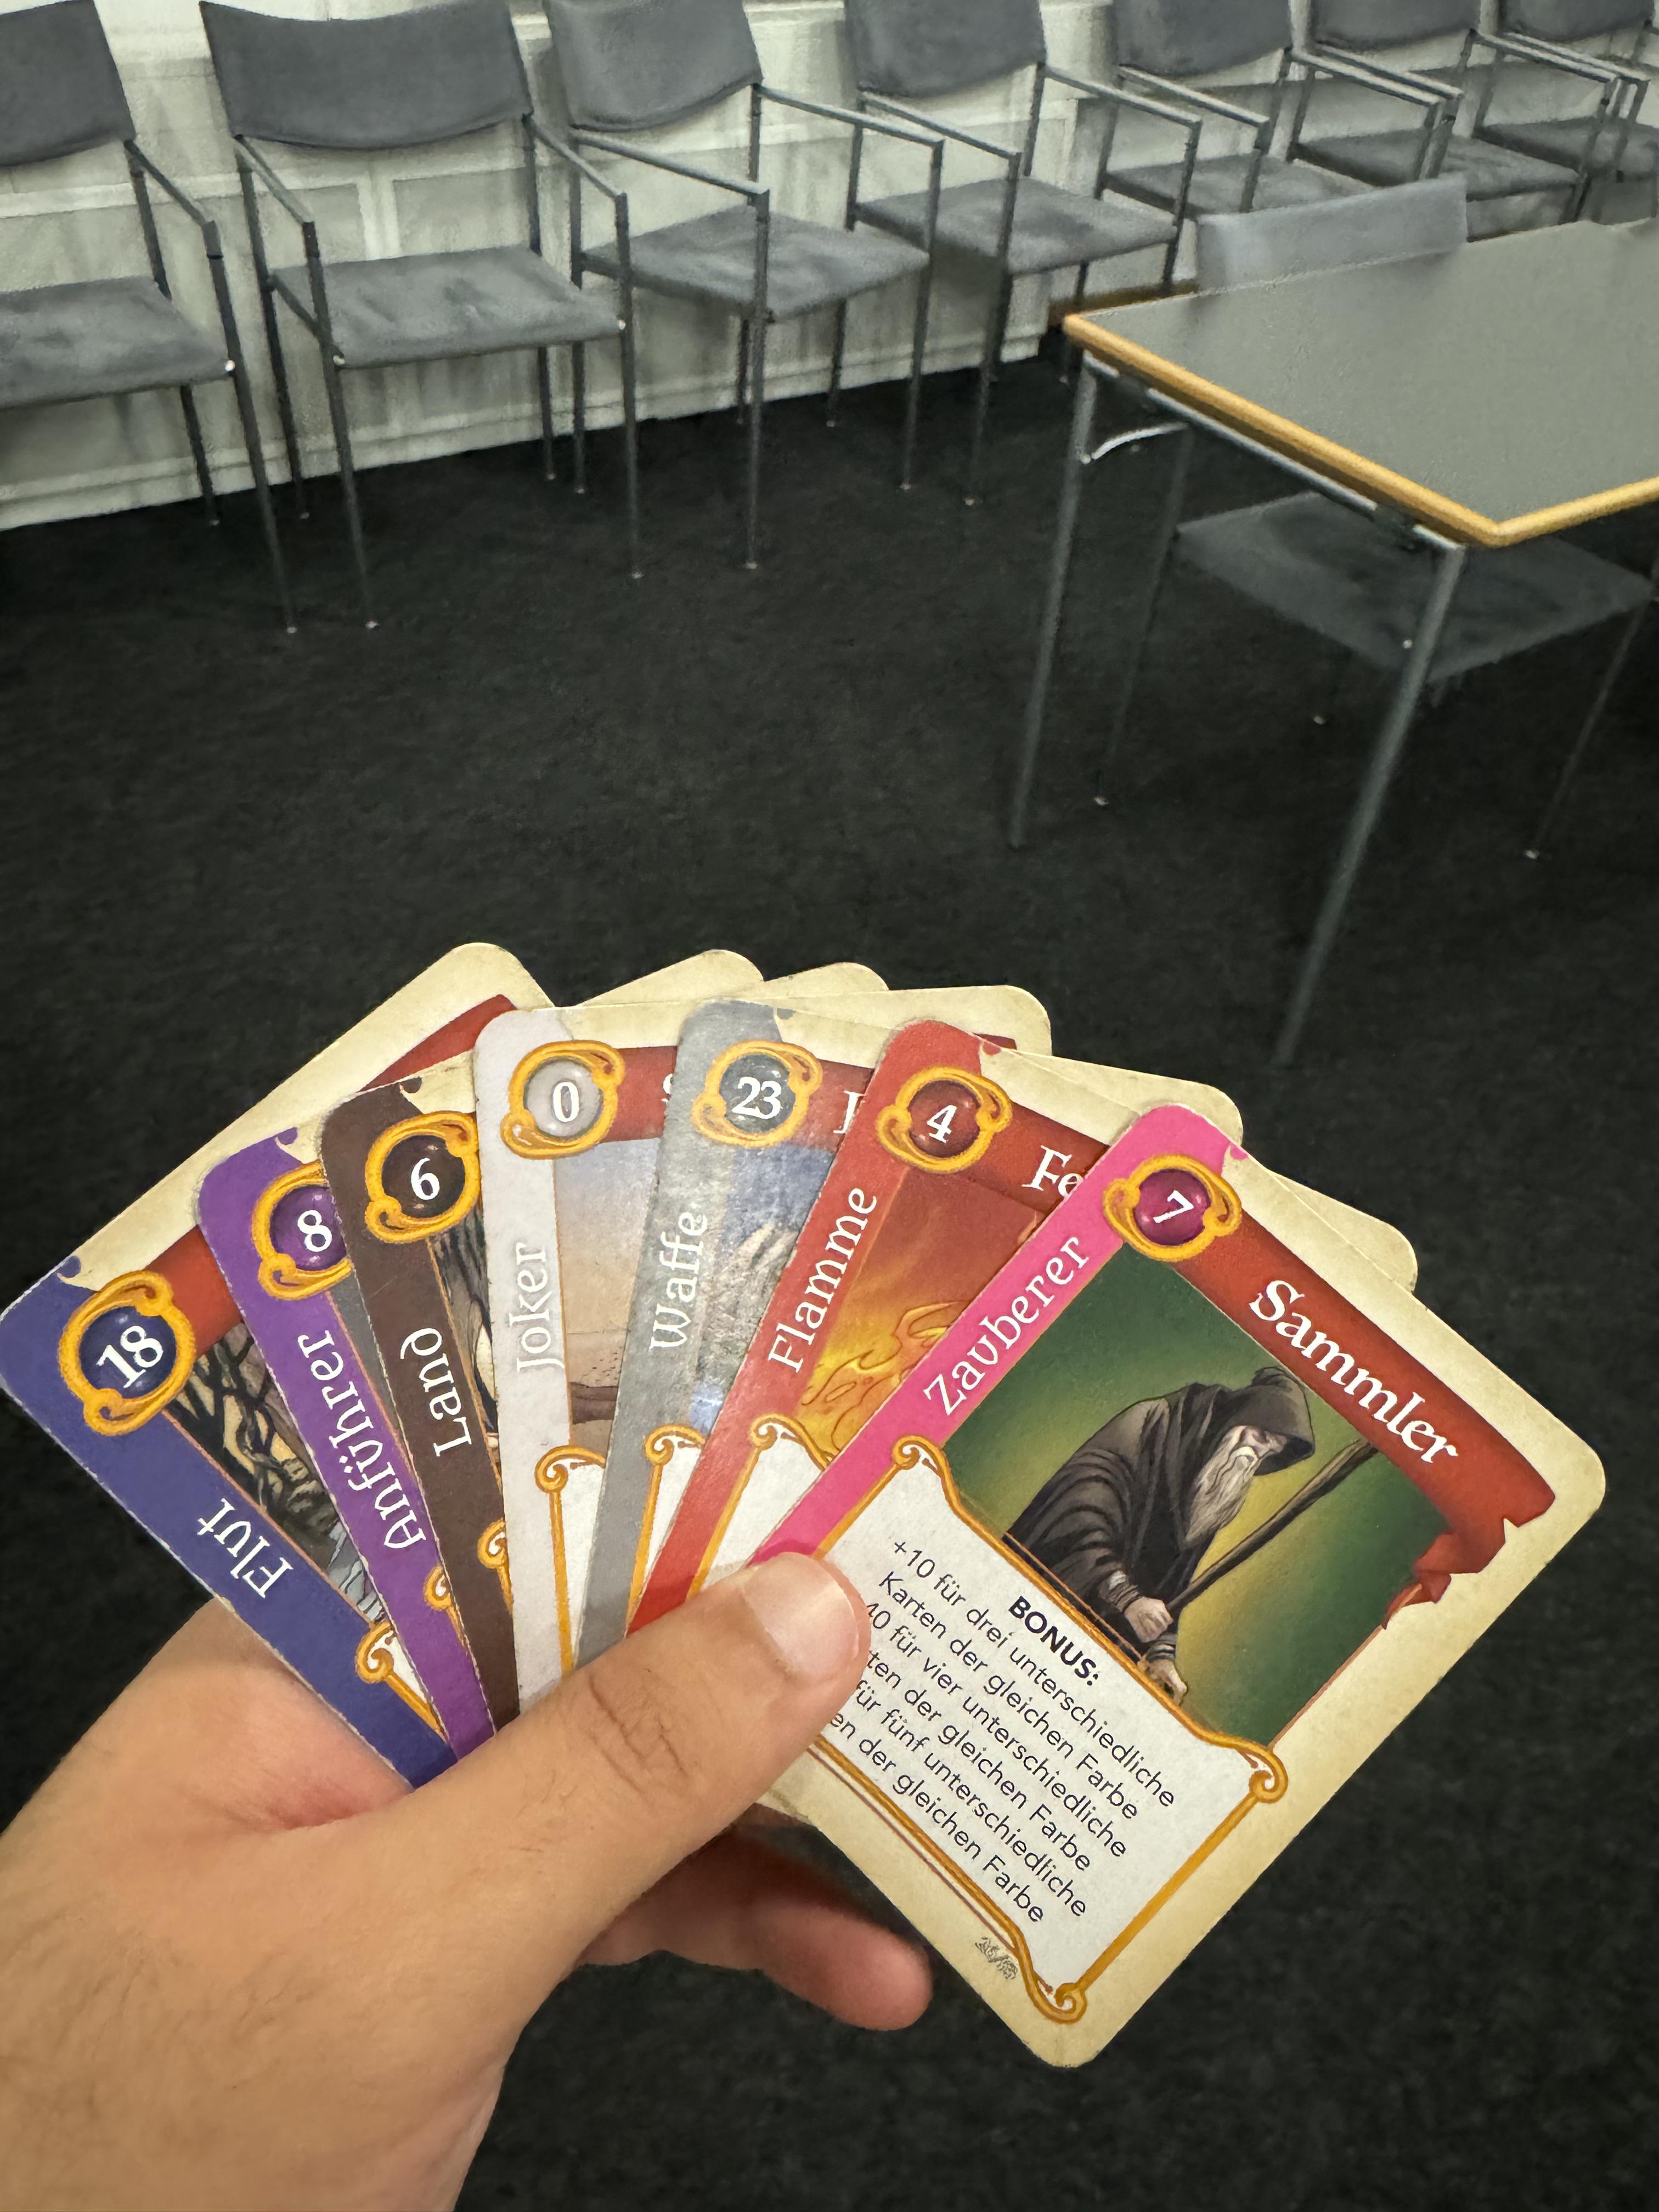 18
Flut
8
Anführer
6
Land
0
Joker
23
Waffe
4
Flamme
7
Zauberer
Sammler
BONUS:
+10 für drei unterschiedliche
Karten der gleichen Farbe
40 für vier unterschiedliche
der gleichen Farbe
für fünf unterschiedliche
der gleichen Farbe